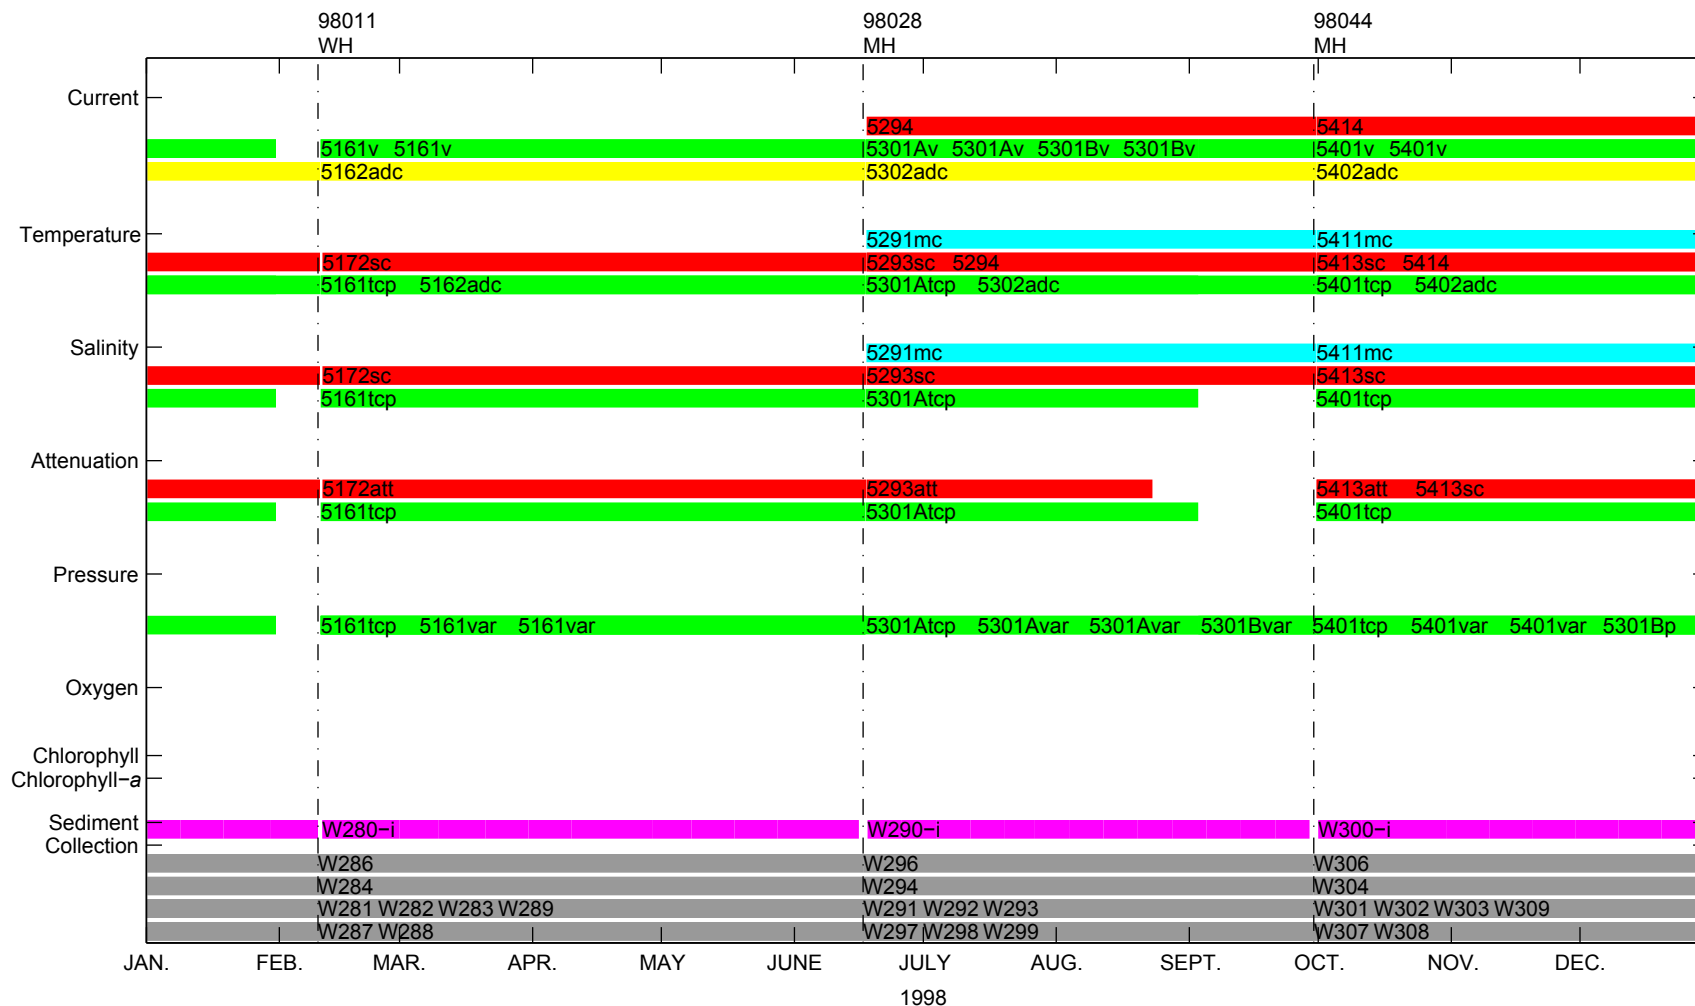 98011 98028 98044
WH MH MH
Current
5294 5414
5161v 5161v 5301Av 5301Av 5301Bv 5301Bv 5401v 5401v
5162adc 5302adc 5402adc
Temperature
5291mc 5411mc
5172sc 5293sc 5294 5413sc 5414
5161tcp 5162adc 5301Atcp 5302adc 5401tcp 5402adc
Salinity
5291mc 5411mc
5172sc 5293sc 5413sc
5161tcp 5301Atcp 5401tcp
Attenuation
5172att 5293att 5413att 5413sc
5161tcp 5301Atcp 5401tcp
Pressure
5161tcp 5161var 5161var 5301Atcp 5301Avar 5301Avar 5301Bvar 5401tcp 5401var 5401var 5301Bp
Oxygen
Chlorophyll
Chlorophyll−a
Sediment
Collection
W280−i W290−i W300−i
W286 W296 W306
W284 W294 W304
W281 W282 W283 W289 W291 W292 W293 W301 W302 W303 W309
W287 W288 W297 W298 W299 W307 W308
JAN. FEB. MAR. APR. MAY JUNE JULY AUG. SEPT. OCT. NOV. DEC.
1998